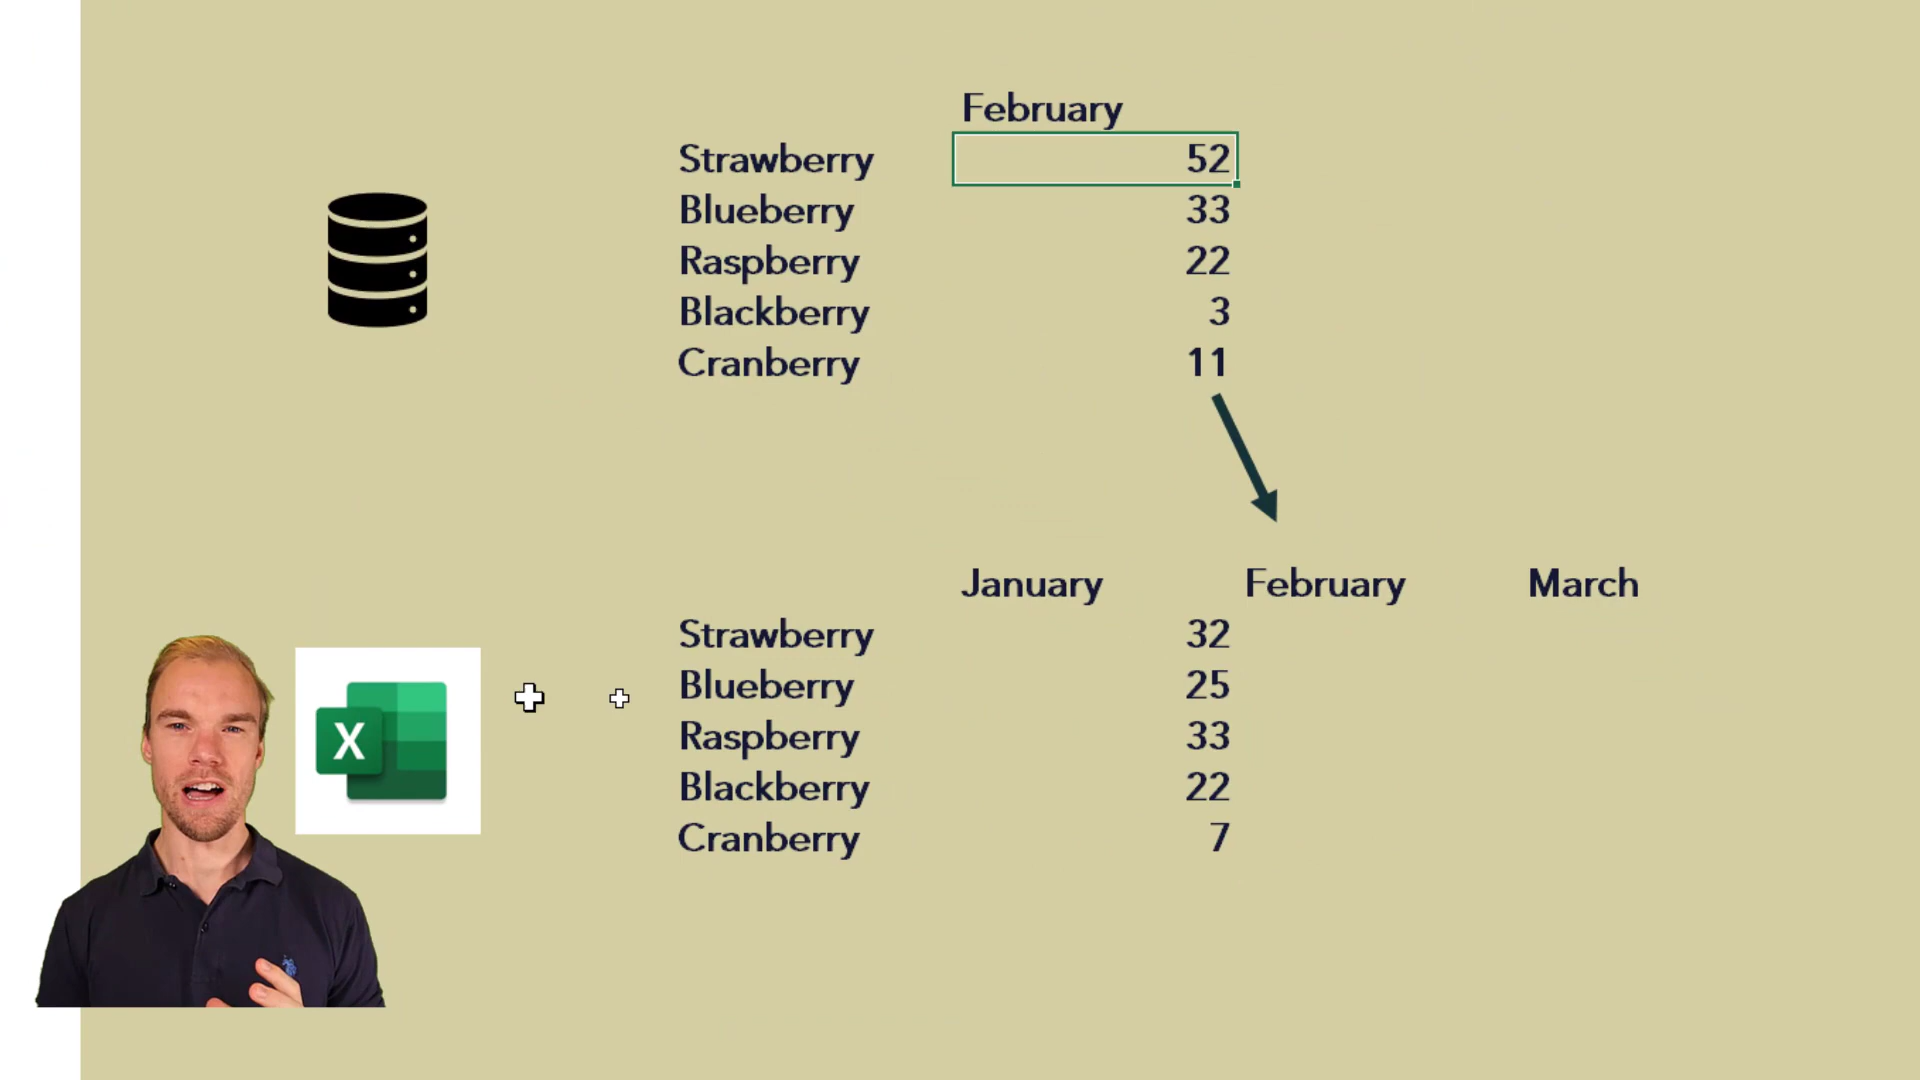 February
Strawberry 52
Blueberry 33
Raspberry 22
Blackberry 3
Cranberry 11
January February March
Strawberry 32
Blueberry 25
Raspberry 33
Blackberry 22
Cranberry 7
X